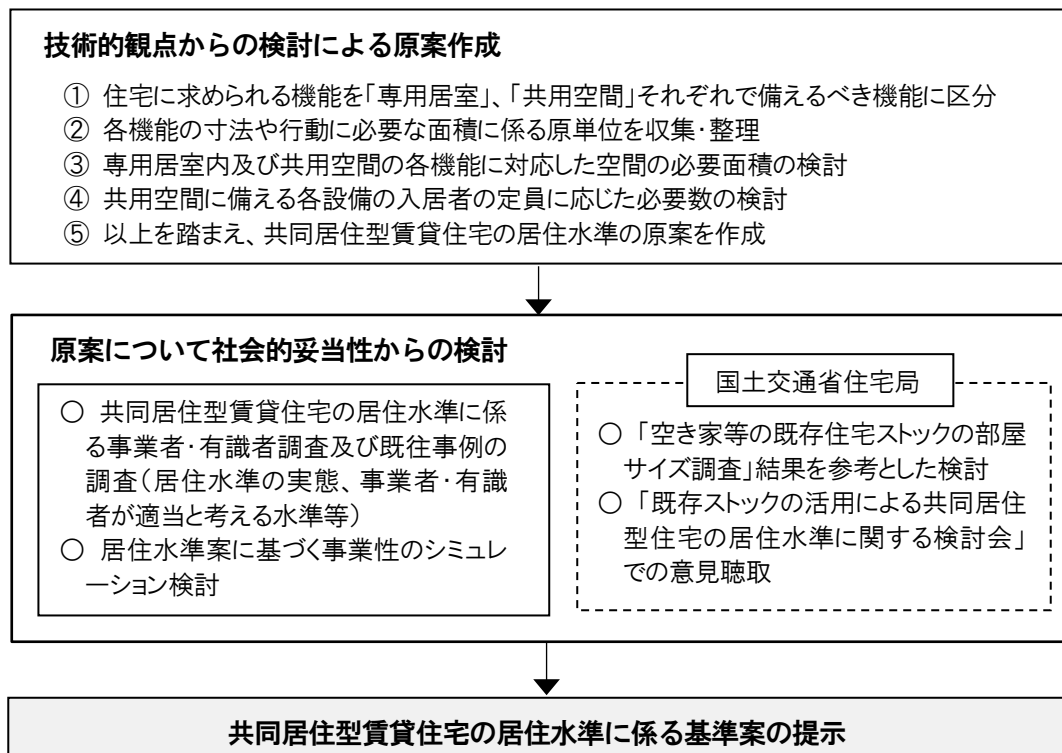 技術的観点からの検討による原案作成
① 住宅に求められる機能を「専用居室」、「共用空間」それぞれで備えるべき機能に区分
② 各機能の寸法や行動に必要な面積に係る原単位を収集・整理
③ 専用居室内及び共用空間の各機能に対応した空間の必要面積の検討
④ 共用空間に備える各設備の入居者の定員に応じた必要数の検討
⑤ 以上を踏まえ、共同居住型賃貸住宅の居住水準の原案を作成
原案について社会的妥当性からの検討
○ 共同居住型賃貸住宅の居住水準に係
る事業者・有識者調査及び既往事例の
調査(居住水準の実態、事業者・有識
者が適当と考える水準等)
○ 居住水準案に基づく事業性のシミュレ
ーション検討
国土交通省住宅局
○ 「空き家等の既存住宅ストックの部屋
サイズ調査」結果を参考とした検討
○ 「既存ストックの活用による共同居住
型住宅の居住水準に関する検討会」
での意見聴取
共同居住型賃貸住宅の居住水準に係る基準案の提示